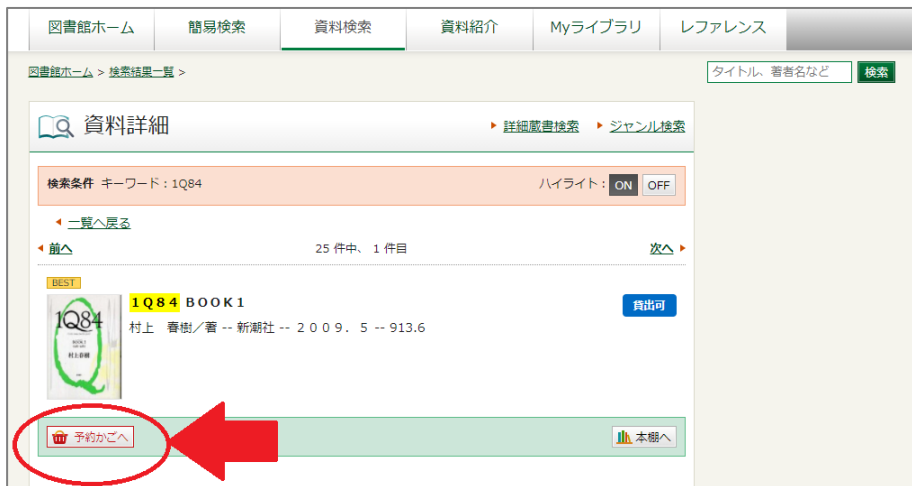 図書館ホーム 簡易検索 資料検索 資料紹介 Myライブラリ レファレンス
図書館ホーム > 検索結果一覧 >
タイトル、著者名など 検索
資料詳細
詳細蔵書検索 ジャンル検索
検索条件 キーワード：1Q84 ハイライト： ON OFF
一覧へ戻る
前へ 25 件中、 1 件目 次へ
BEST
1Q84 BOOK1 貸出可
村上 春樹／著 -- 新潮社 -- ２００９．５ -- 913.6
1Q84
村上春樹
予約かごへ 本棚へ